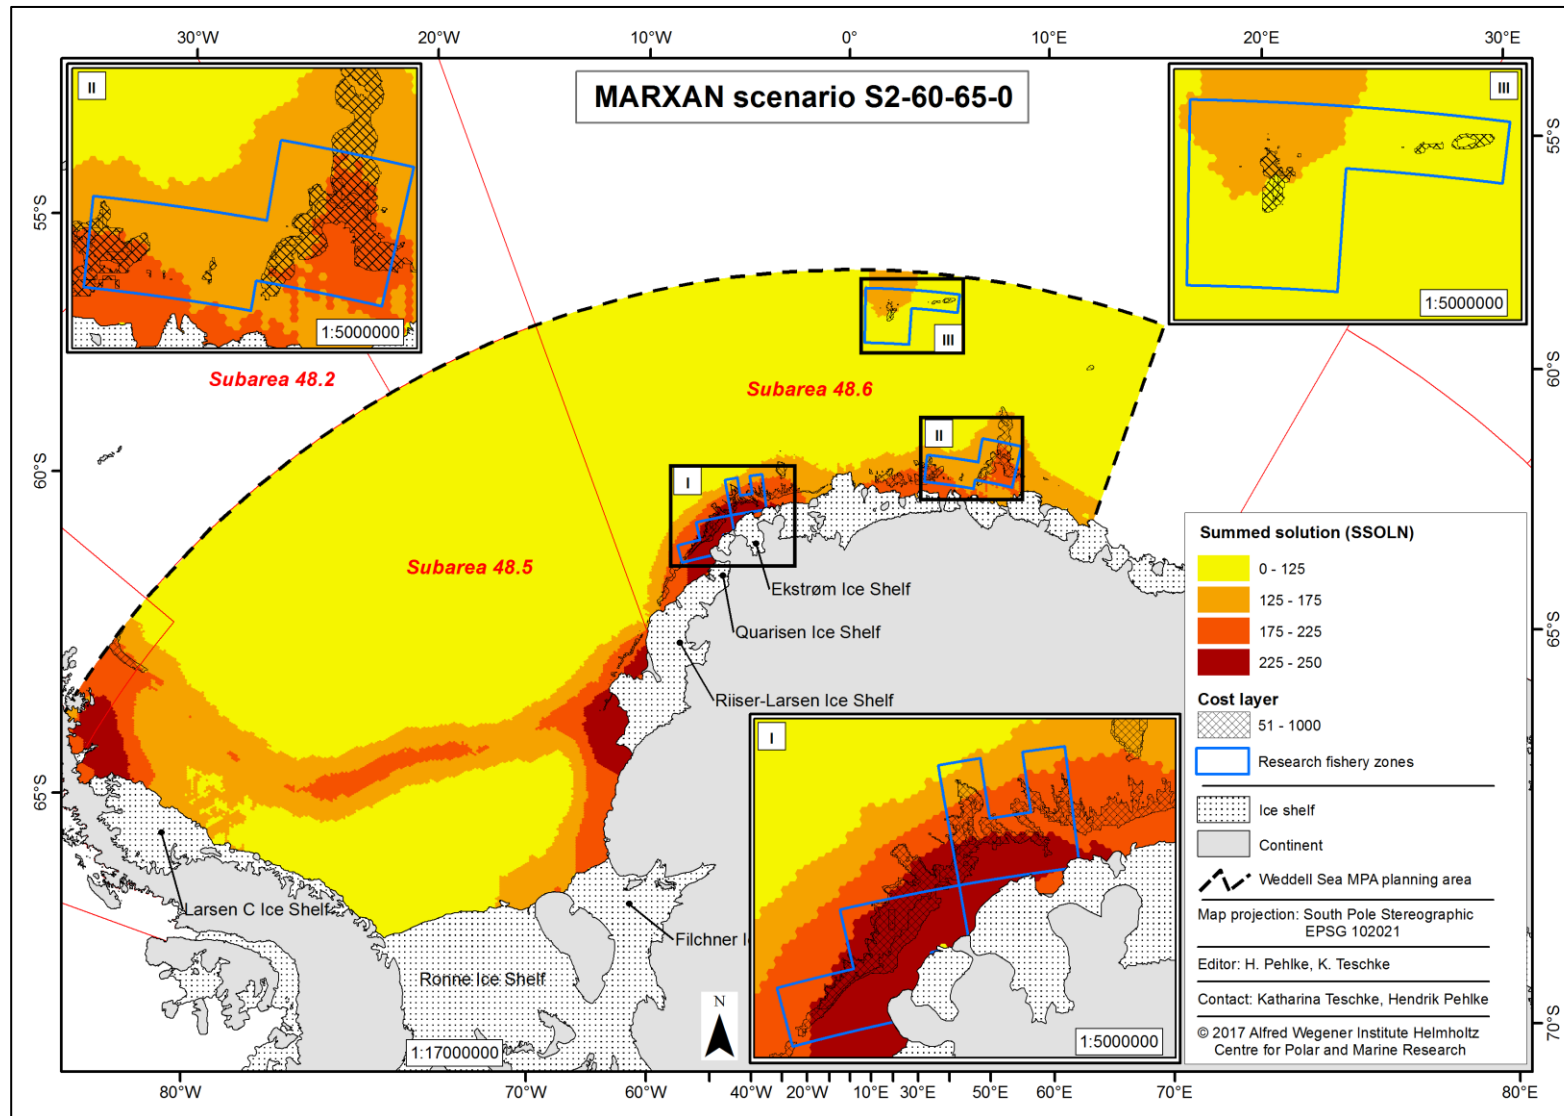 30°W 20°W 10°W 0° 10°E 20°E 30°E
MARXAN scenario S2-60-65-0
II
1:5000000
III
1:5000000
55°S
55°S
60°S
60°S
65°S
65°S
70°S
Subarea 48.2
Subarea 48.6
Subarea 48.5
III
II
I
Ekstrøm Ice Shelf
Quarisen Ice Shelf
Riiser-Larsen Ice Shelf
Larsen C Ice Shelf
Filchner I
Ronne Ice Shelf
I
1:5000000
N
1:17000000
Summed solution (SSOLN)
0 - 125
125 - 175
175 - 225
225 - 250
Cost layer
51 - 1000
Research fishery zones
Ice shelf
Continent
Weddell Sea MPA planning area
Map projection: South Pole Stereographic
EPSG 102021
Editor: H. Pehlke, K. Teschke
Contact: Katharina Teschke, Hendrik Pehlke
© 2017 Alfred Wegener Institute Helmholtz
Centre for Polar and Marine Research
80°W 70°W 60°W 40°W 20°W 10°E 30°E 50°E 60°E 70°E 80°E